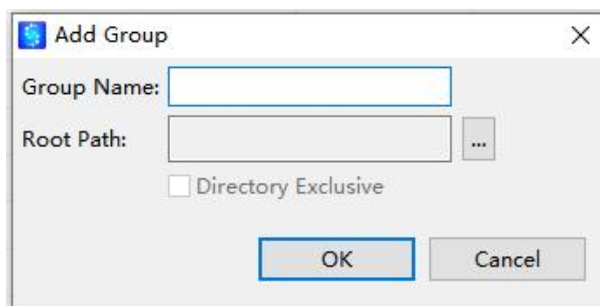 Add Group
Group Name:
Root Path:
...
Directory Exclusive
OK Cancel